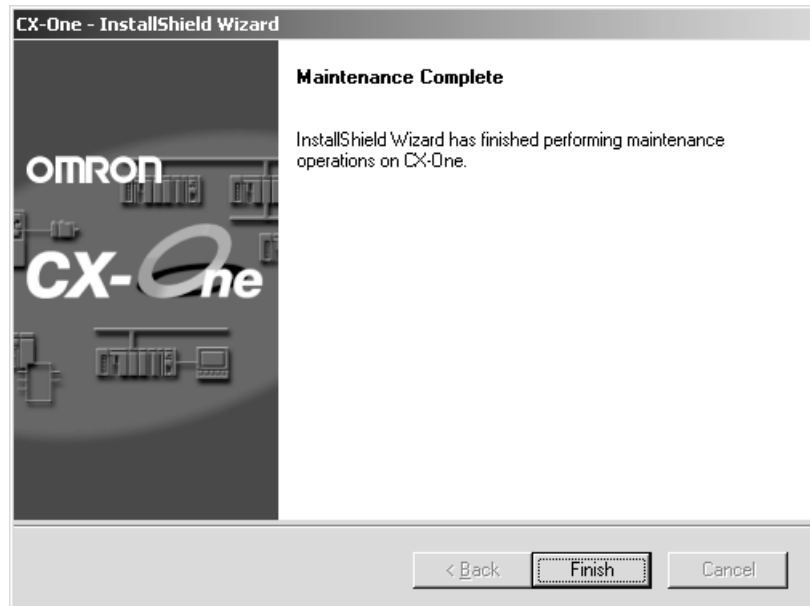 CX-One - InstallShield Wizard
Maintenance Complete
InstallShield Wizard has finished performing maintenance
operations on CX-One.
OMRON
CX-One
< Back
Finish
Cancel